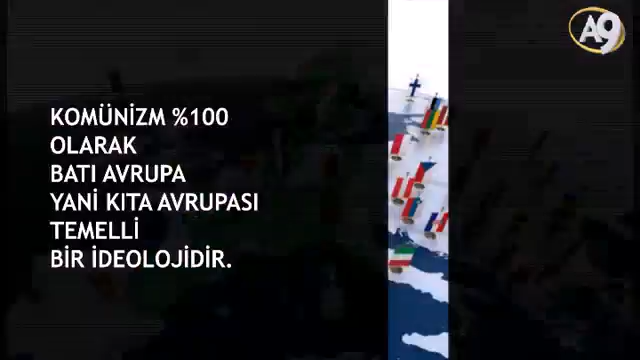 A9
KOMÜNİZM %100
OLARAK
BATI AVRUPA
YANİ KITA AVRUPASI
TEMELLİ
BİR İDEOLOJİDİR.